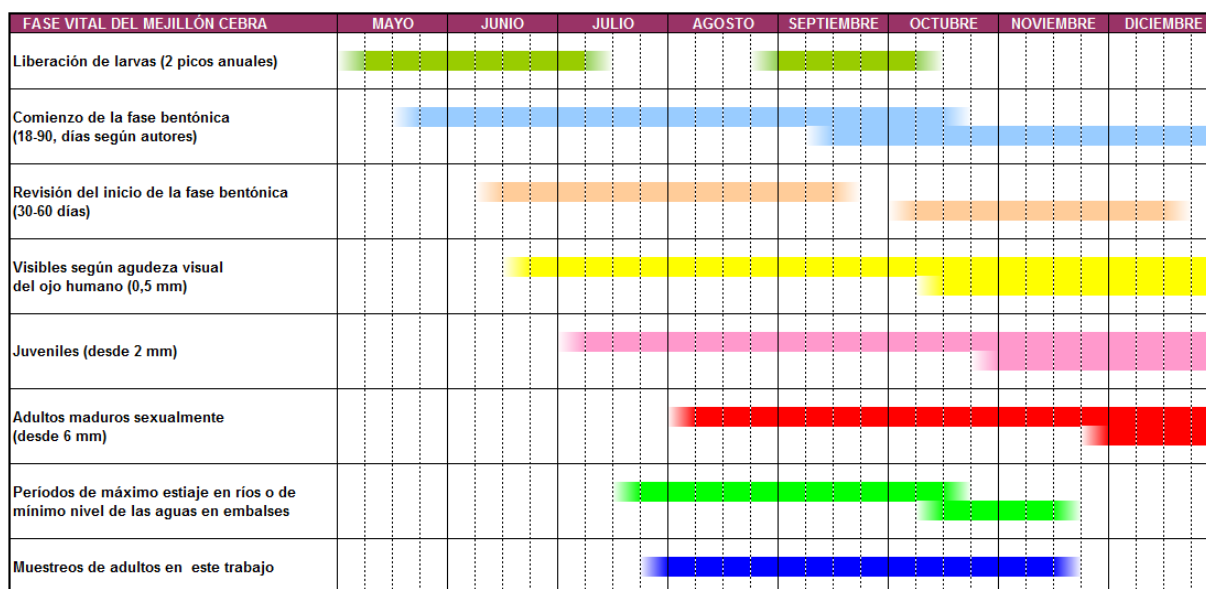 FASE VITAL DEL MEJILLÓN CEBRA MAYO JUNIO JULIO AGOSTO SEPTIEMBRE OCTUBRE NOVIEMBRE DICIEMBRE
Liberación de larvas (2 picos anuales)
Comienzo de la fase bentónica
(18-90, días según autores)
Revisión del inicio de la fase bentónica
(30-60 días)
Visibles según agudeza visual
del ojo humano (0,5 mm)
Juveniles (desde 2 mm)
Adultos maduros sexualmente
(desde 6 mm)
Períodos de máximo estiaje en ríos o de
mínimo nivel de las aguas en embalses
Muestreos de adultos en este trabajo